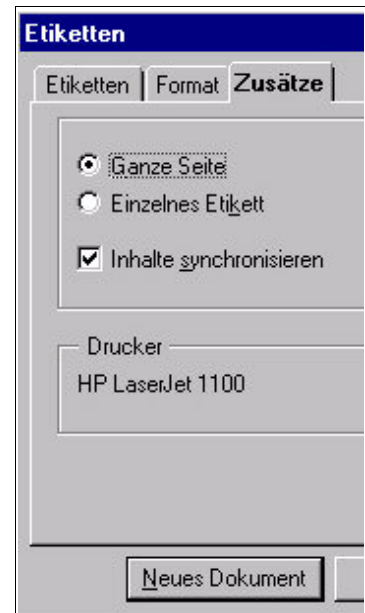 Etiketten
Etiketten Format Zusätze
Ganze Seite
Einzelnes Etikett
Inhalte synchronisieren
Drucker
HP LaserJet 1100
Neues Dokument